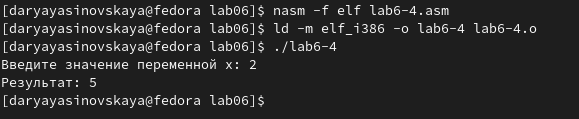 [daryayasinovskaya@fedora lab06]$ nasm -f elf lab6-4.asm
[daryayasinovskaya@fedora lab06]$ ld -m elf_i386 -o lab6-4 lab6-4.o
[daryayasinovskaya@fedora lab06]$ ./lab6-4
Введите значение переменной x: 2
Результат: 5
[daryayasinovskaya@fedora lab06]$